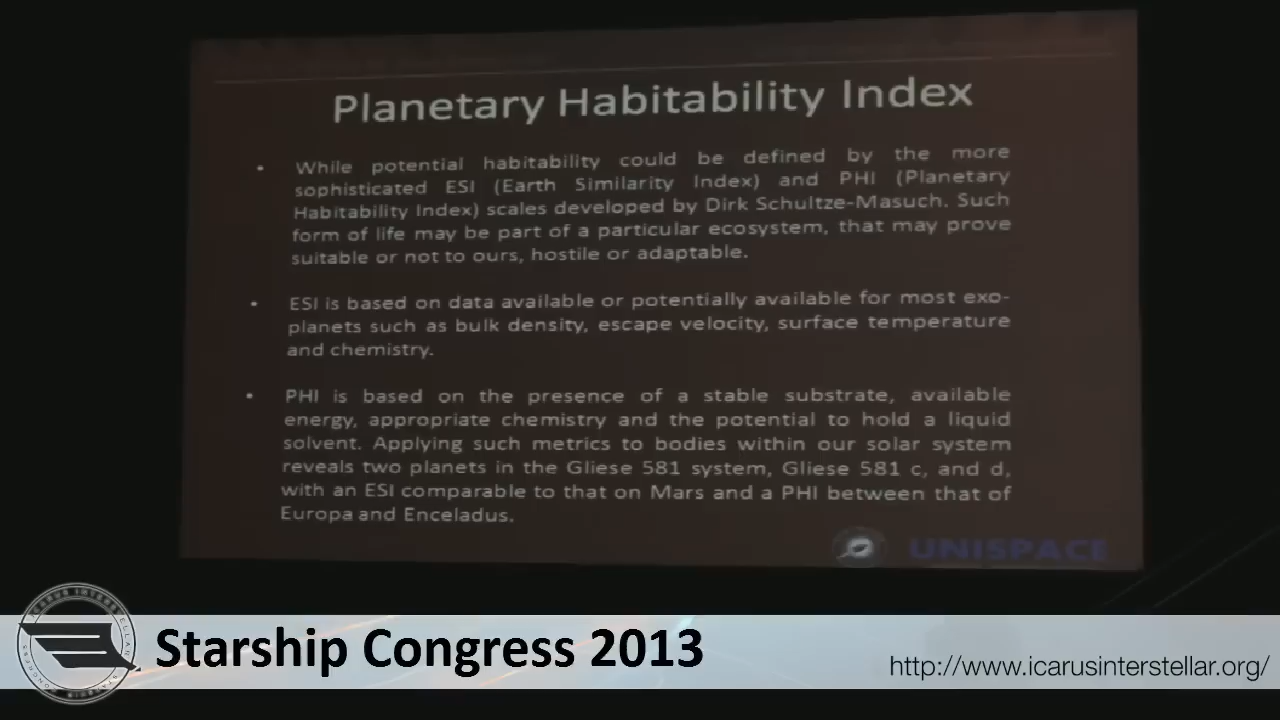 Planetary Habitability Index
• While potential habitability could be defined by the more
sophisticated ESI (Earth Similarity Index) and PHI (Planetary
Habitability Index) scales developed by Dirk Schultze-Masuch. Such
form of life may be part of a particular ecosystem, that may prove
suitable or not to ours, hostile or adaptable.
• ESI is based on data available or potentially available for most exo-
planets such as bulk density, escape velocity, surface temperature
and chemistry.
• PHI is based on the presence of a stable substrate, available
energy, appropriate chemistry and the potential to hold a liquid
solvent. Applying such metrics to bodies within our solar system
reveals two planets in the Gliese 581 system, Gliese 581 c, and d,
with an ESI comparable to that on Mars and a PHI between that of
Europa and Enceladus.
UNISPACE
ICARUS INTERSTELLAR
STARSHIP CONGRESS
Starship Congress 2013
http://www.icarusinterstellar.org/